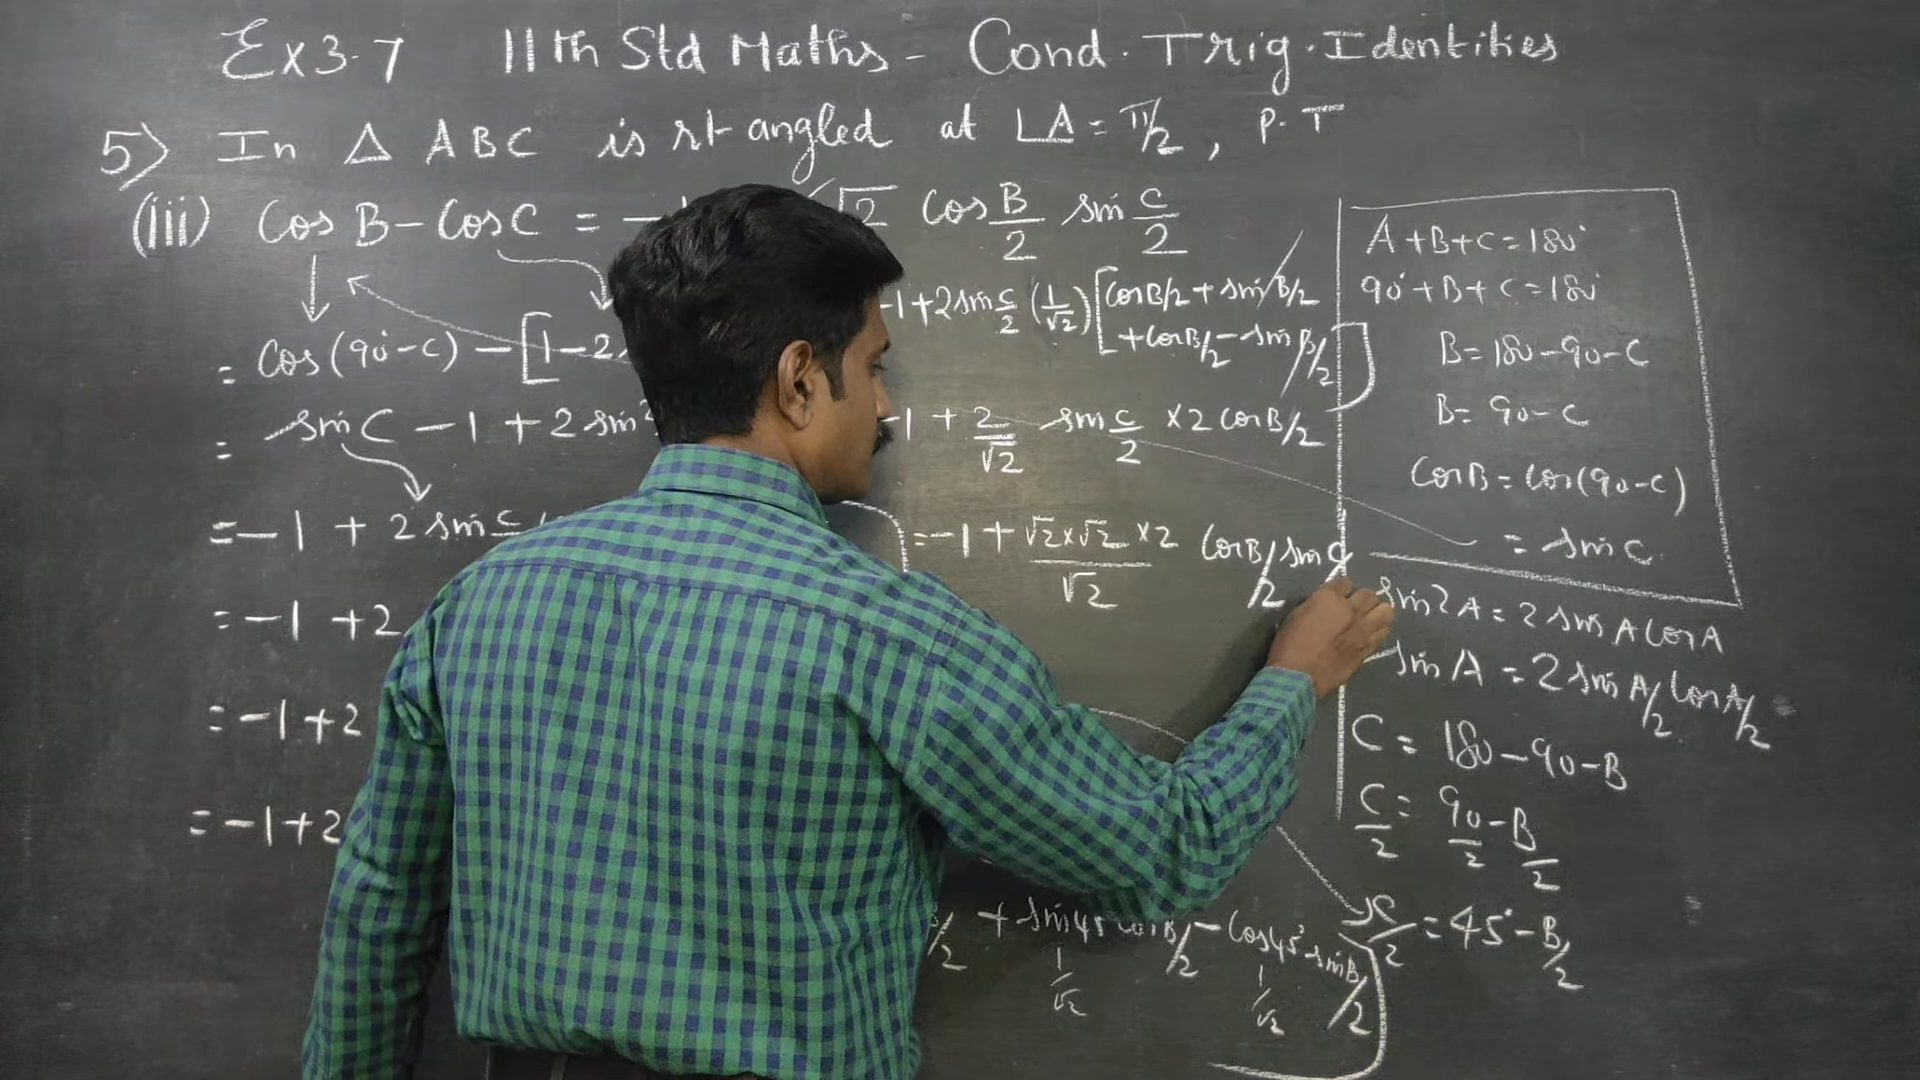 Ex 3.7 11th Std Maths - Cond. Trig. Identities
5) In Δ ABC is rt angled at ∠A = π/2, P.T
(iii) Cos B - Cos C = -1 √2 Cos B/2 sin C/2
= Cos(90°-C) - [1-2
= sin C - 1 + 2 sin²
= -1 + 2 sin C
= -1 + 2
= -1 + 2
= -1 + 2
-1 + 2 sin C/2 (1/√2) [Cos B/2 + sin B/2
+ Cos B/2 - sin B/2]
-1 + 2/√2 sin C/2 × 2 Cos B/2
= -1 + √2×√2×2/√2 Cos B/2 sin C/
/2 + sin 45 Cos B/2 - Cos 45° sin B/2]
1/√2 1/√2
A+B+C = 180°
90°+B+C = 180°
B = 180-90-C
B = 90-C
Cos B = Cos(90-C)
= sin C
sin 2A = 2 sin A Cos A
sin A = 2 sin A/2 Cos A/2
C = 180-90-B
C/2 = 90/2 - B/2
C/2 = 45° - B/2